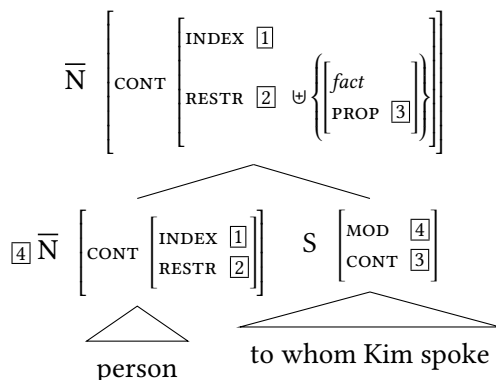 INDEX 1
N̅ CONT RESTR 2 ⊎ fact
PROP 3
4 N̅ CONT INDEX 1 S MOD 4
RESTR 2 CONT 3
person to whom Kim spoke